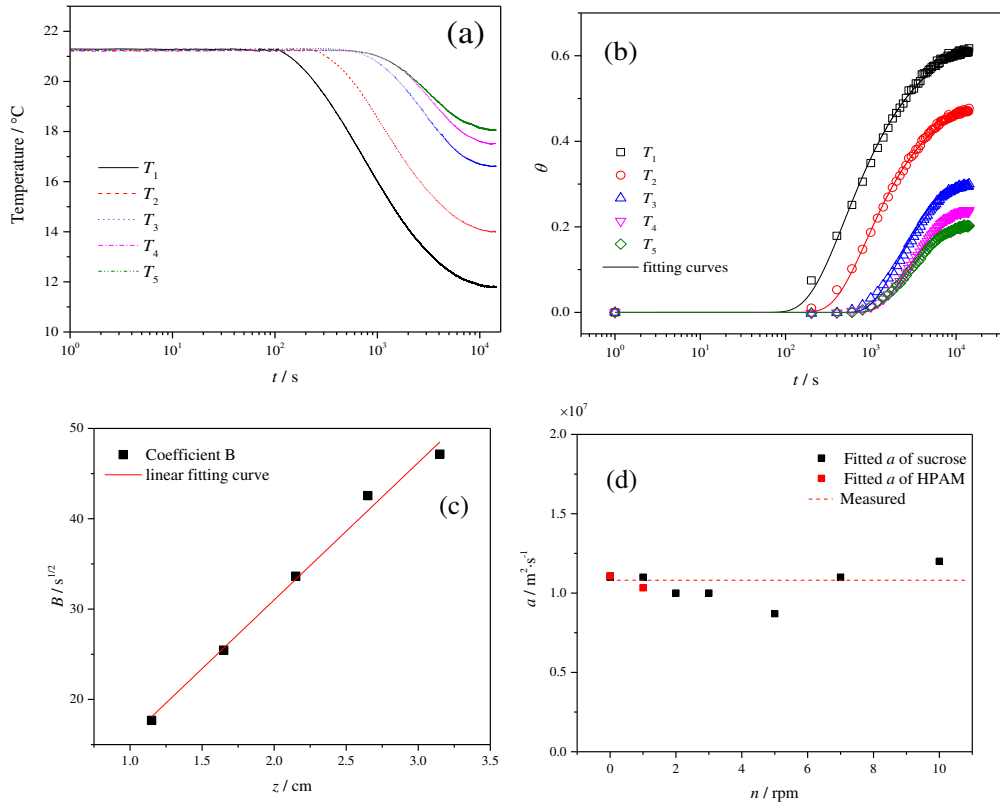 (a)
Temperature / °C
22
20
18
16
14
12
10
T1
T2
T3
T4
T5
10^0
10^1
10^2
10^3
10^4
t / s
(b)
θ
0.6
0.4
0.2
0.0
T1
T2
T3
T4
T5
fitting curves
10^0
10^1
10^2
10^3
10^4
t / s
(c)
B / s^1/2
50
40
30
20
Coefficient B
linear fitting curve
1.0
1.5
2.0
2.5
3.0
3.5
z / cm
(d)
×10^7
a / m^2·s^-1
2.0
1.5
1.0
5.0
0.0
Fitted a of sucrose
Fitted a of HPAM
Measured
0
2
4
6
8
10
n / rpm